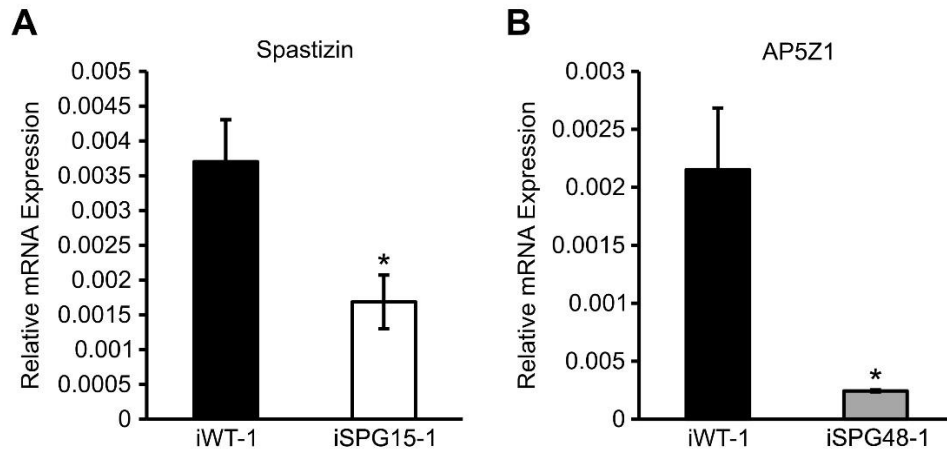 A
Spastizin
Relative mRNA Expression
0.005
0.0045
0.004
0.0035
0.003
0.0025
0.002
0.0015
0.001
0.0005
0
*
iWT-1 iSPG15-1
B
AP5Z1
Relative mRNA Expression
0.003
0.0025
0.002
0.0015
0.001
0.005
0
*
iWT-1 iSPG48-1